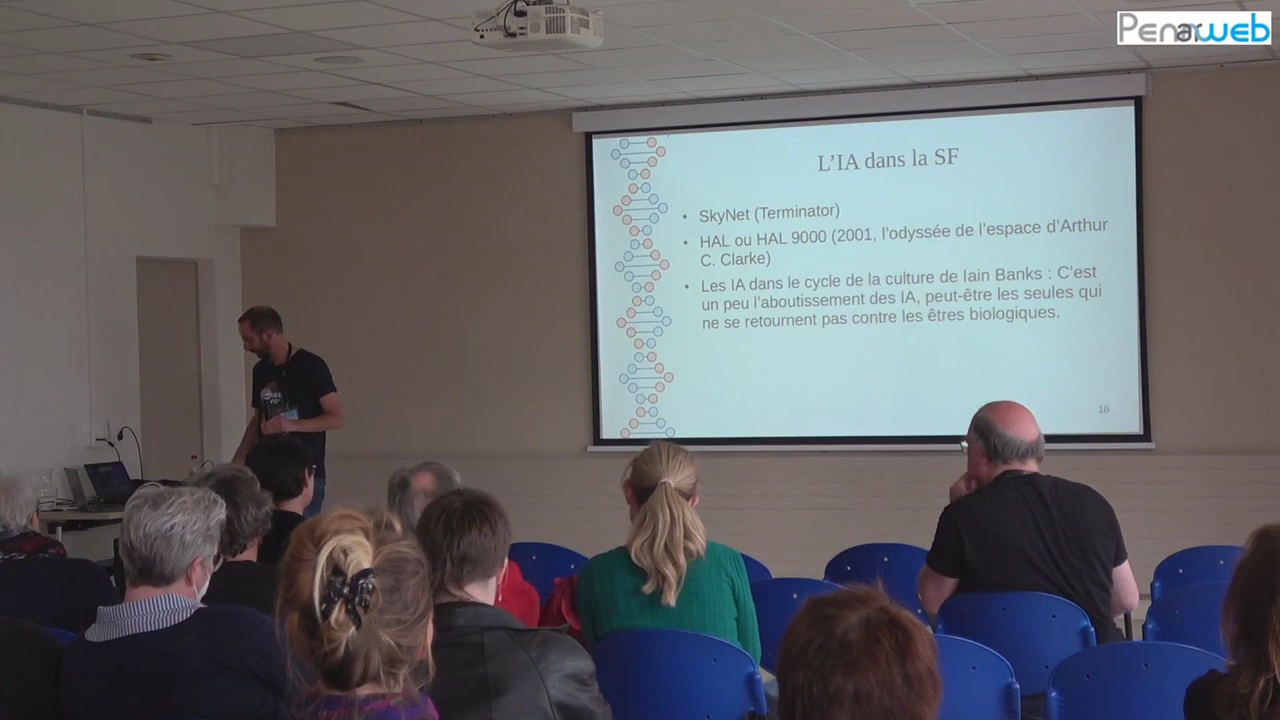 Penarweb
L'IA dans la SF
• SkyNet (Terminator)
• HAL ou HAL 9000 (2001, l'odyssée de l'espace d'Arthur
C. Clarke)
• Les IA dans le cycle de la culture de Iain Banks : C'est
un peu l'aboutissement des IA, peut-être les seules qui
ne se retournent pas contre les êtres biologiques.
18